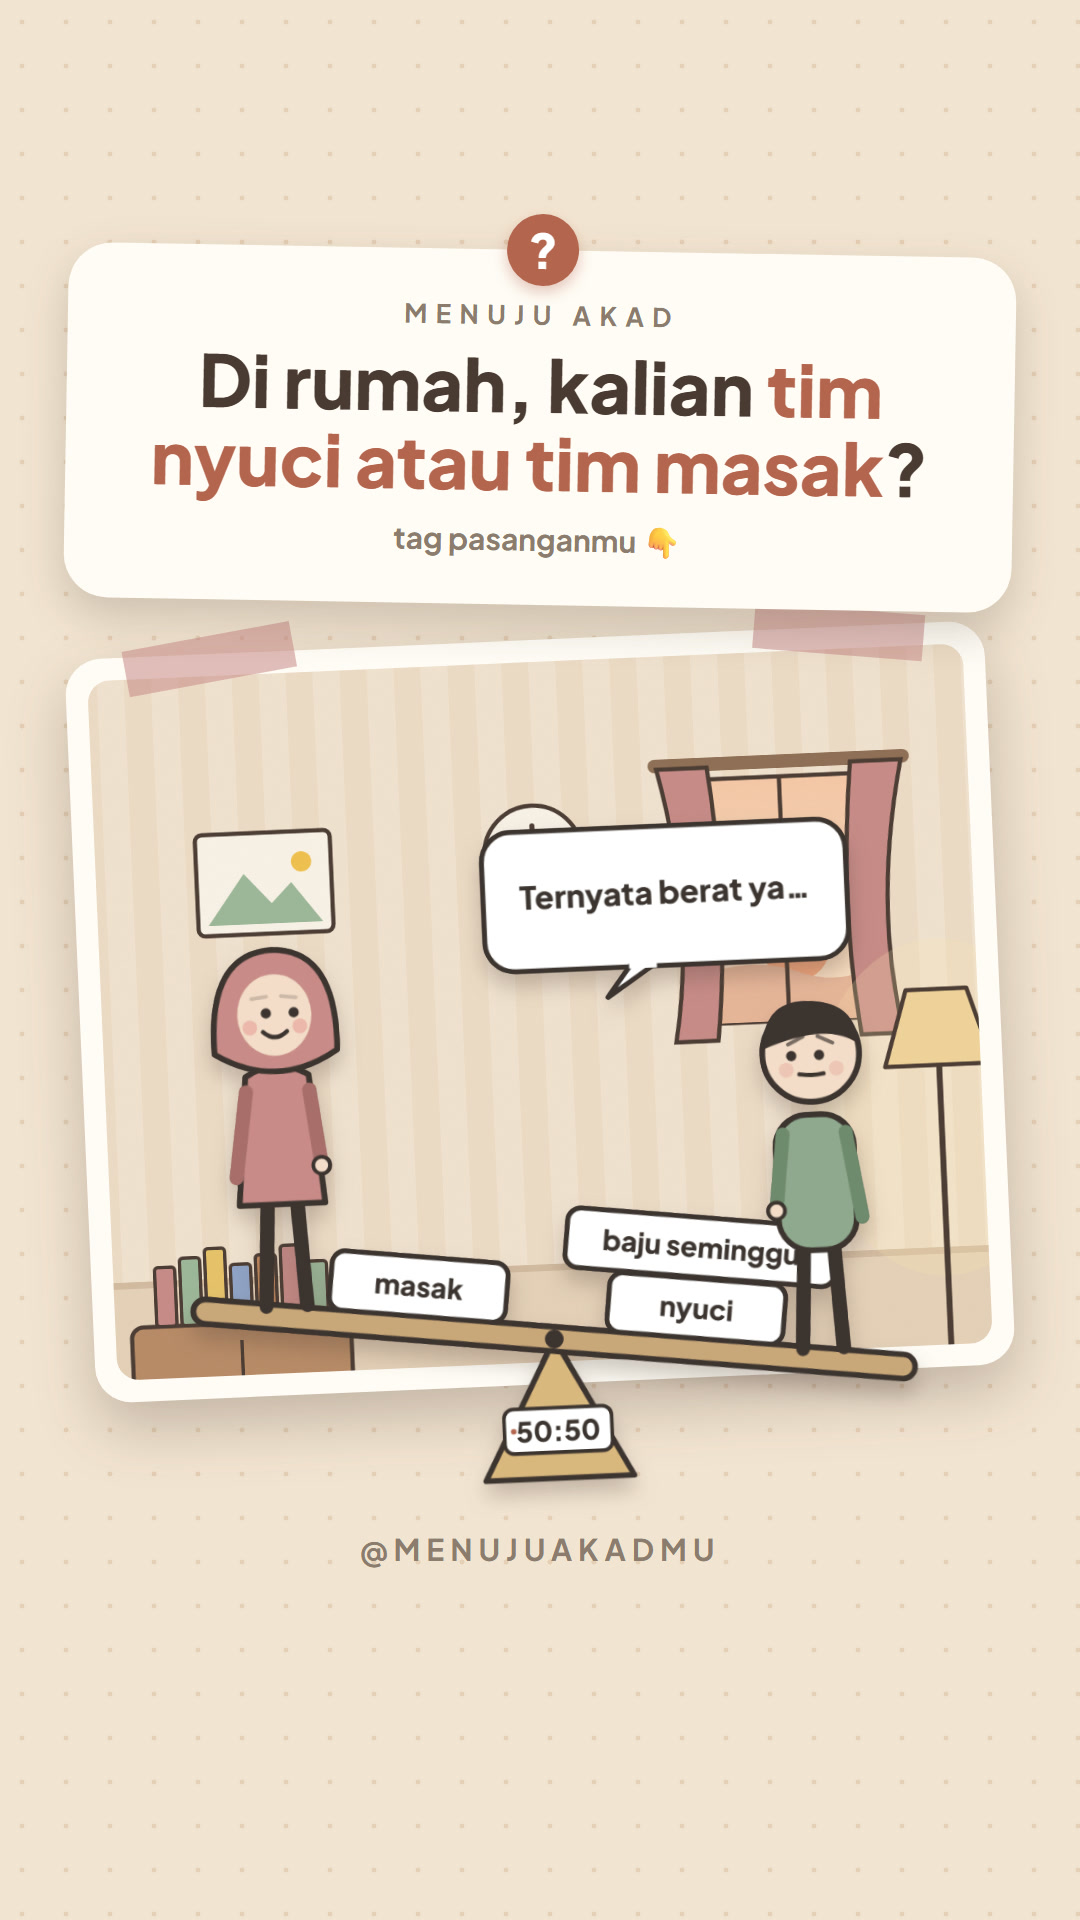 ?
MENUJU AKAD
Di rumah, kalian tim
nyuci atau tim masak?
tag pasanganmu 👇
Ternyata berat ya...
baju seminggu
masak
nyuci
50:50
@MENUJUAKADMU